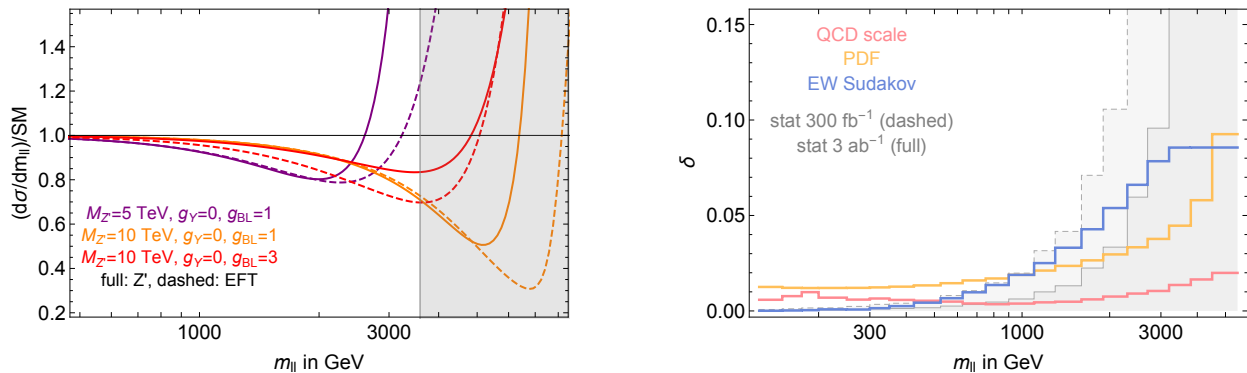 (dσ/dm_ll)/SM
1.4
1.2
1.0
0.8
0.6
0.4
0.2
M_Z'=5 TeV, g_Y=0, g_BL=1
M_Z'=10 TeV, g_Y=0, g_BL=1
M_Z'=10 TeV, g_Y=0, g_BL=3
full: Z', dashed: EFT
1000
3000
m_ll in GeV
δ
0.15
0.10
0.05
0.00
QCD scale
PDF
EW Sudakov
stat 300 fb⁻¹ (dashed)
stat 3 ab⁻¹ (full)
300
1000
3000
m_ll in GeV